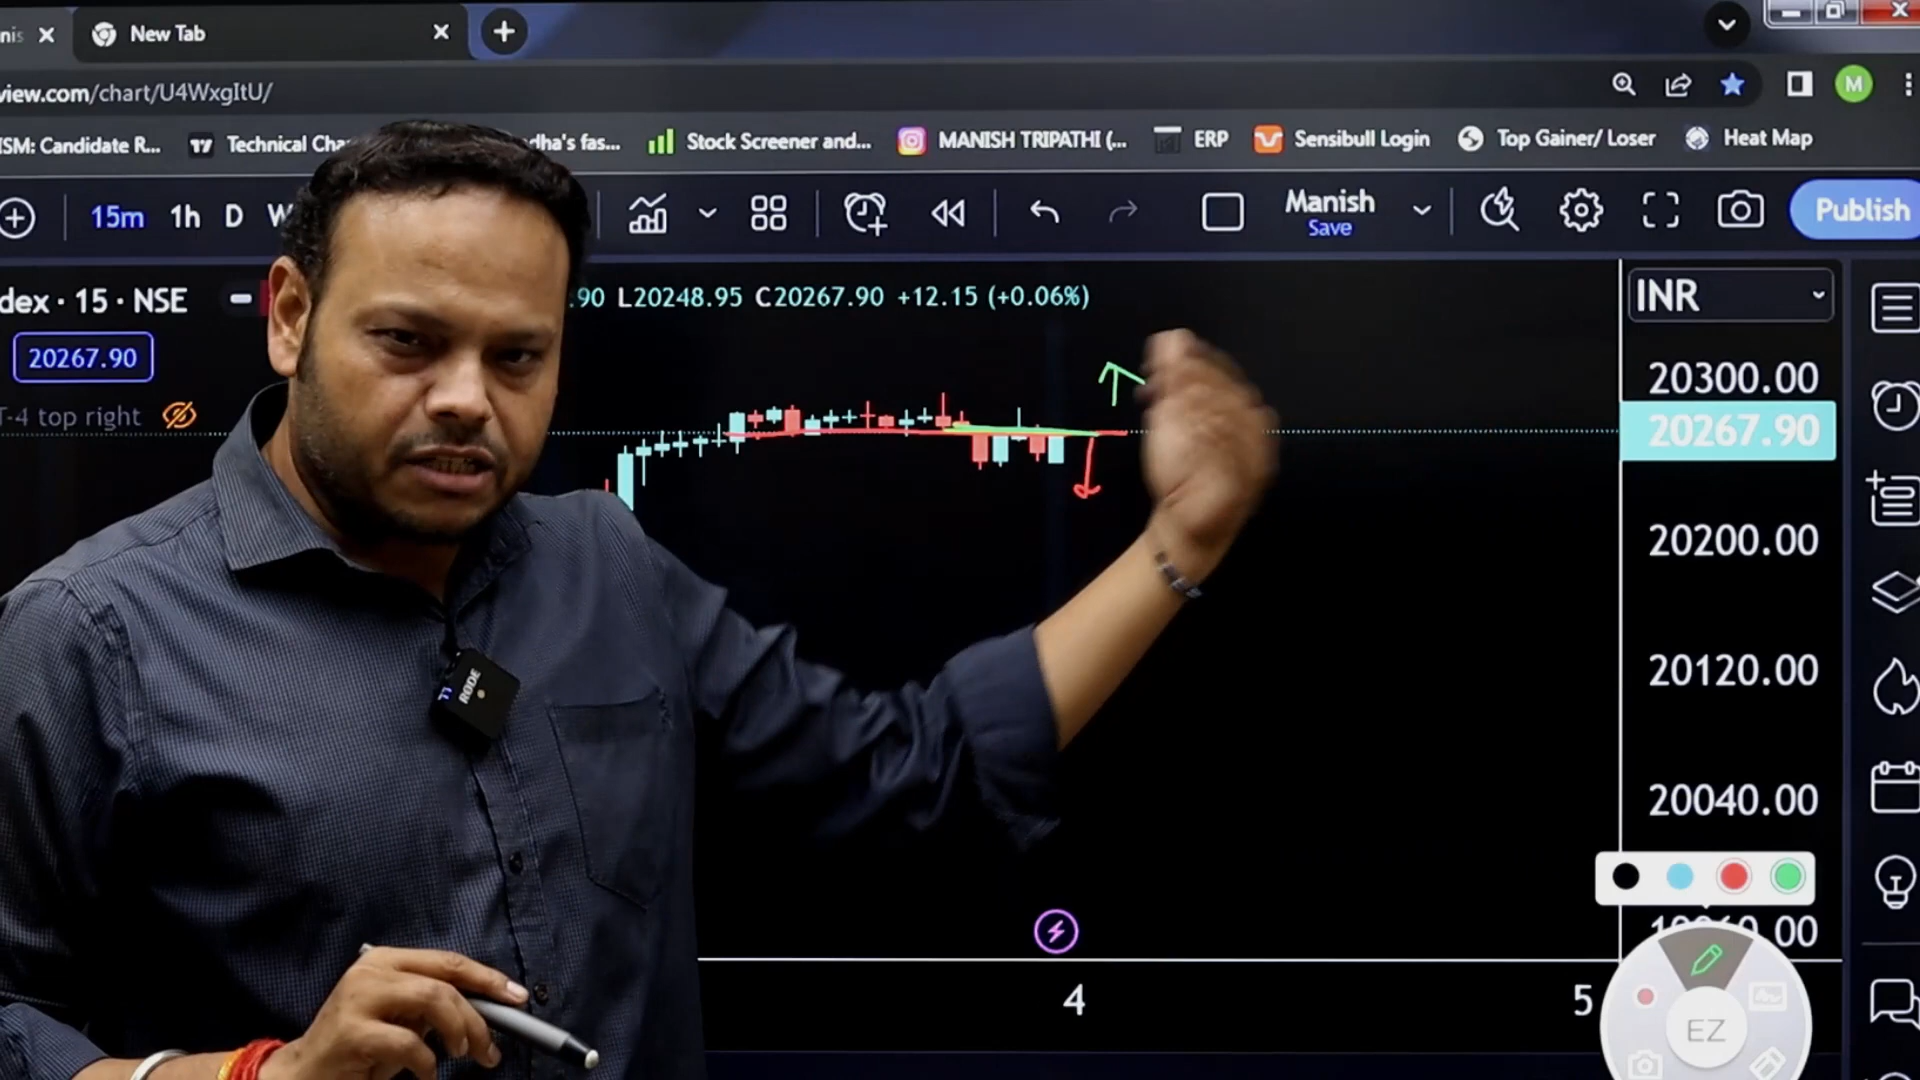 nis
New Tab
view.com/chart/U4WxgItU/
M
ISM: Candidate R...
Technical Cha
dha's fas...
Stock Screener and...
MANISH TRIPATHI (...
ERP
Sensibull Login
Top Gainer/ Loser
Heat Map
15m 1h D W
Manish
Save
Publish
dex · 15 · NSE
.90 L20248.95 C20267.90 +12.15 (+0.06%)
INR
20267.90
T-4 top right
20300.00
20267.90
20200.00
20120.00
20040.00
RODE
4
5
EZ